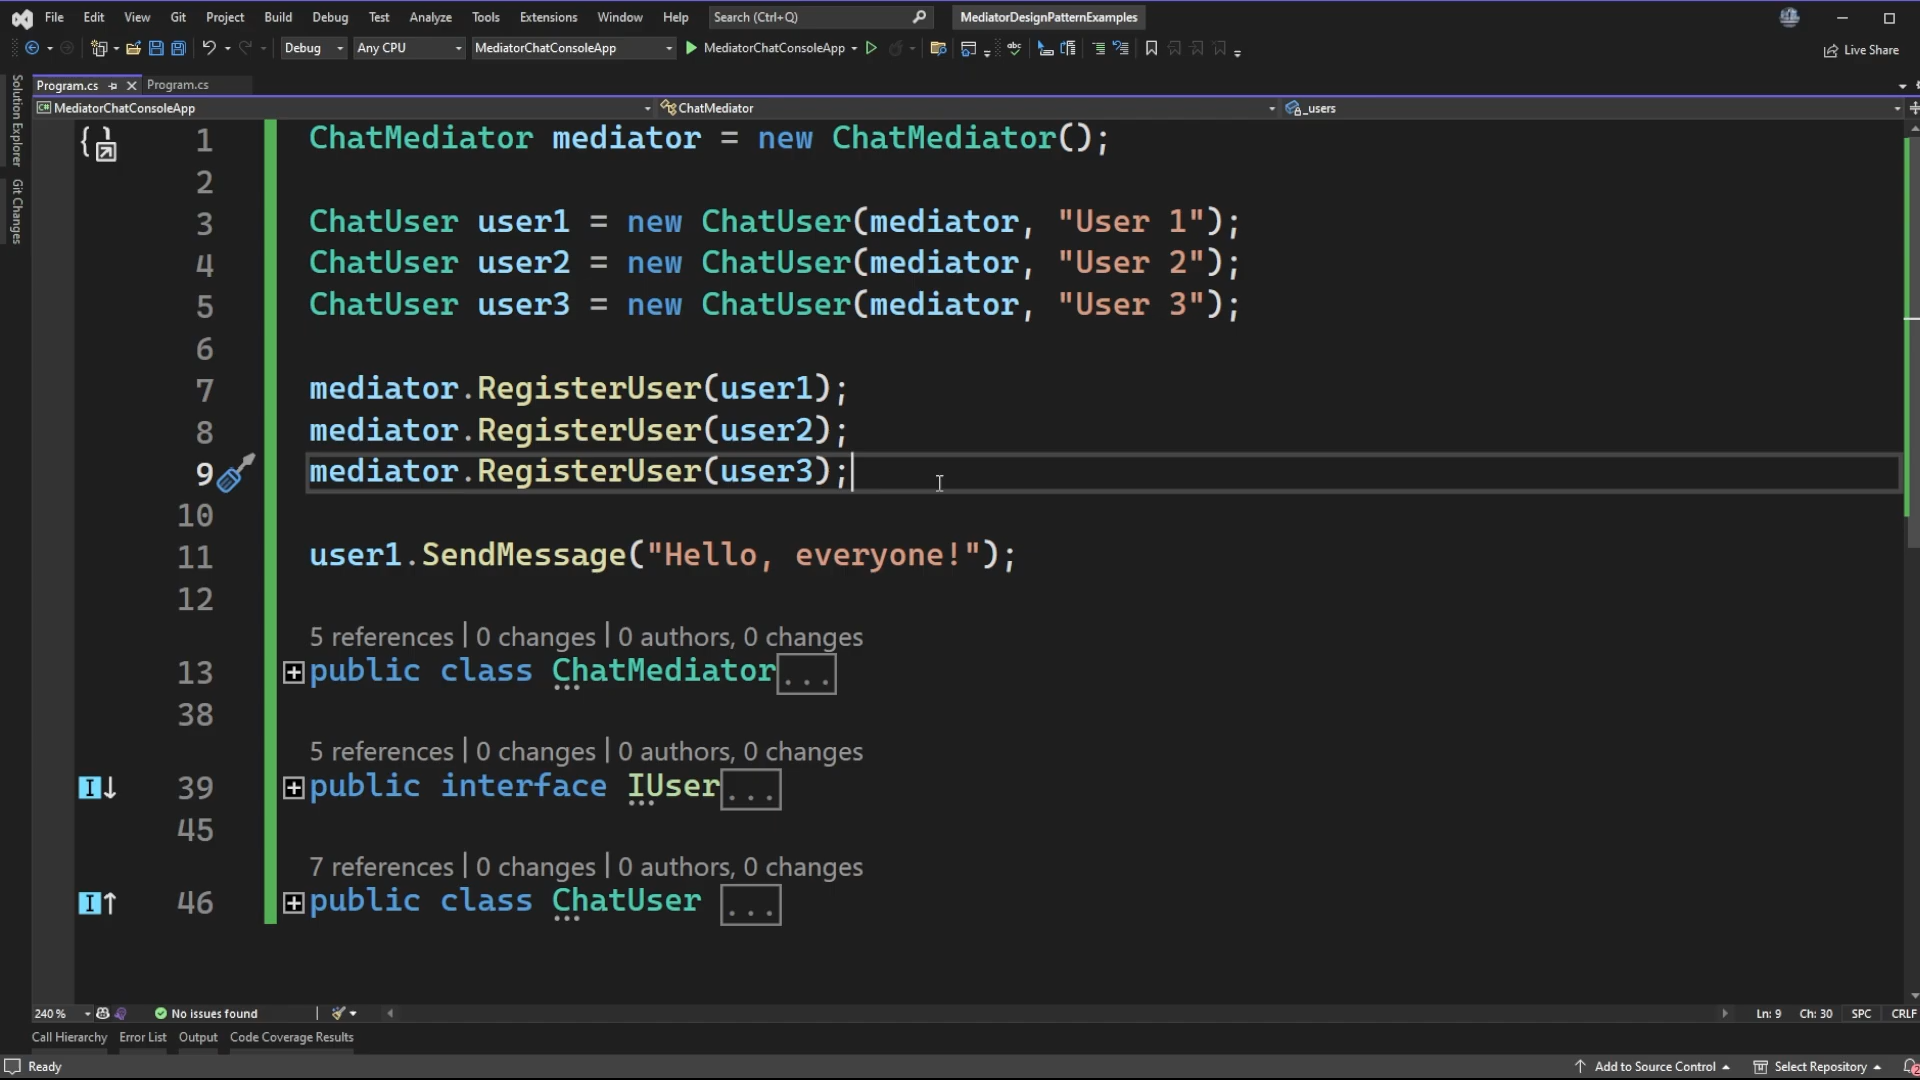 File Edit View Git Project Build Debug Test Analyze Tools Extensions Window Help Search (Ctrl+Q) MediatorDesignPatternExamples
Debug Any CPU MediatorChatConsoleApp MediatorChatConsoleApp Live Share
Solution Explorer
Git Changes
Program.cs Program.cs
MediatorChatConsoleApp ChatMediator _users
1 ChatMediator mediator = new ChatMediator();
2
3 ChatUser user1 = new ChatUser(mediator, "User 1");
4 ChatUser user2 = new ChatUser(mediator, "User 2");
5 ChatUser user3 = new ChatUser(mediator, "User 3");
6
7 mediator.RegisterUser(user1);
8 mediator.RegisterUser(user2);
9 mediator.RegisterUser(user3);
10
11 user1.SendMessage("Hello, everyone!");
12
5 references | 0 changes | 0 authors, 0 changes
13 public class ChatMediator...
38
5 references | 0 changes | 0 authors, 0 changes
39 public interface IUser...
45
7 references | 0 changes | 0 authors, 0 changes
46 public class ChatUser ...
240 % No issues found Ln: 9 Ch: 30 SPC CRLF
Call Hierarchy Error List Output Code Coverage Results
Ready Add to Source Control Select Repository